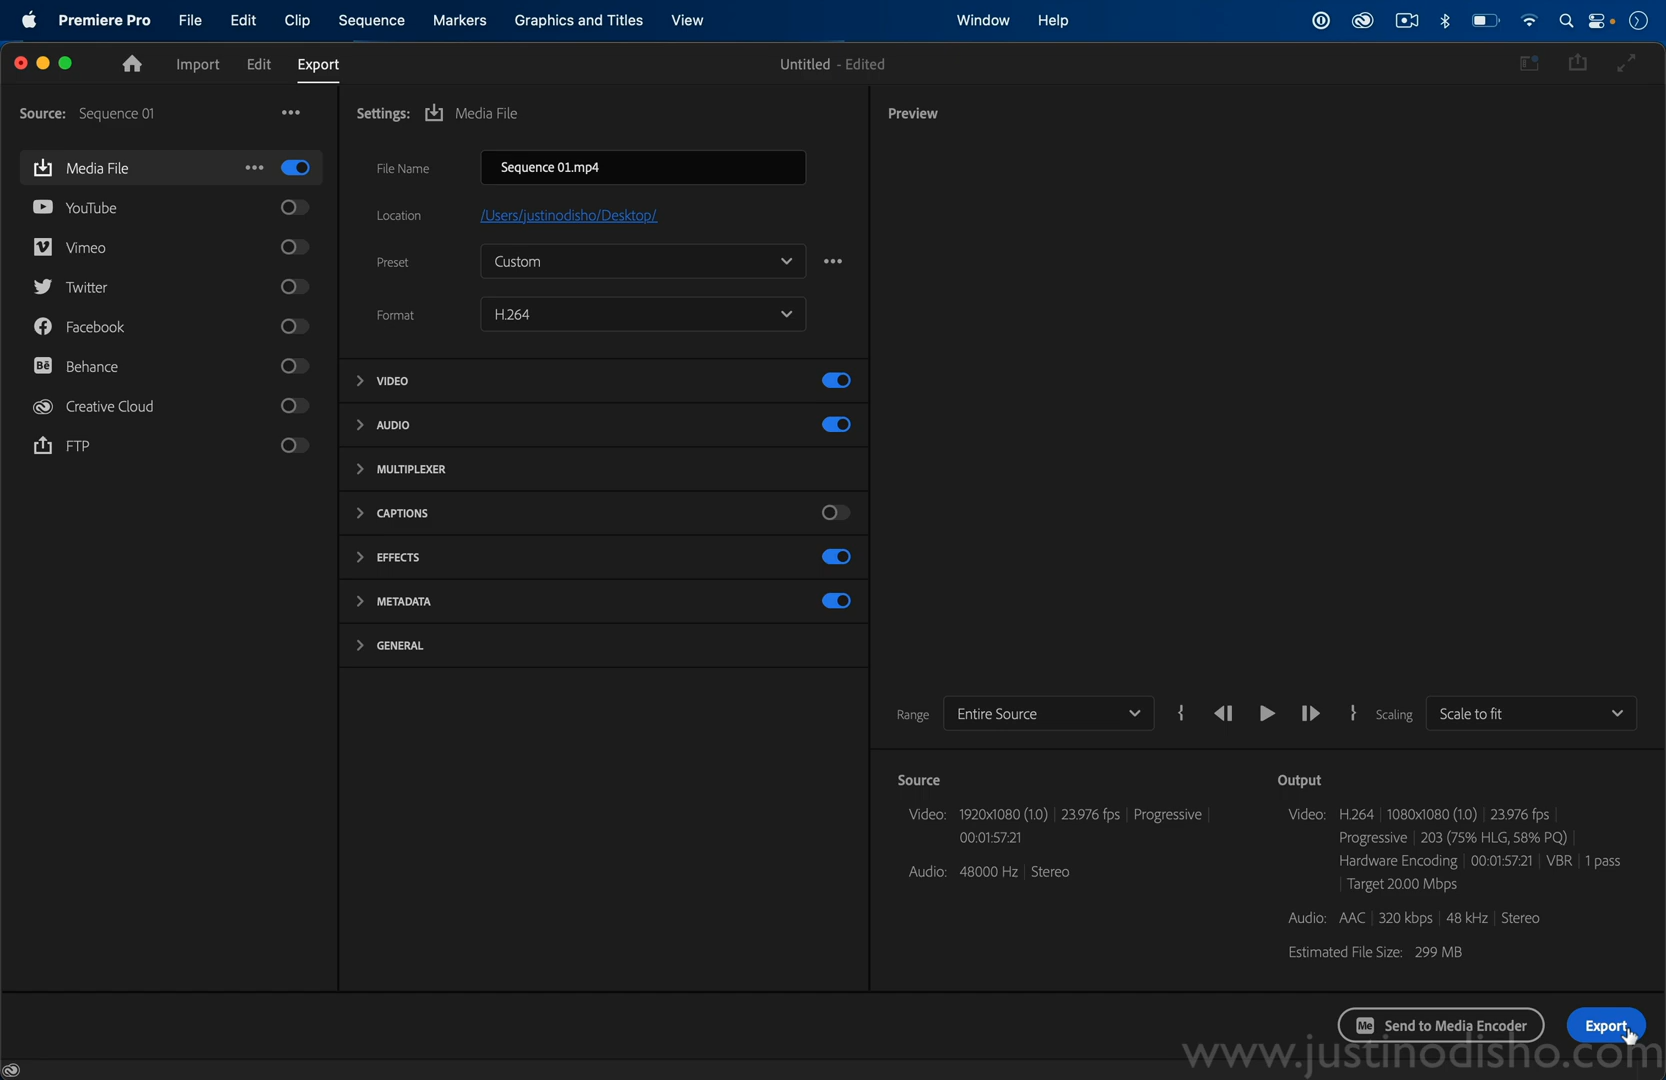 Premiere Pro File Edit Clip Sequence Markers Graphics and Titles View Window Help
Import Edit Export Untitled - Edited
Source: Sequence 01
Media File
YouTube
Vimeo
Twitter
Facebook
Bē Behance
Creative Cloud
FTP
Settings: Media File
File Name Sequence 01.mp4
Location /Users/justinodisho/Desktop/
Preset Custom
Format H.264
VIDEO
AUDIO
MULTIPLEXER
CAPTIONS
EFFECTS
METADATA
GENERAL
Preview
Range Entire Source Scaling Scale to fit
Source
Video: 1920x1080 (1.0) | 23.976 fps | Progressive |
00:01:57:21
Audio: 48000 Hz | Stereo
Output
Video: H.264 | 1080x1080 (1.0) | 23.976 fps |
Progressive | 203 (75% HLG, 58% PQ) |
Hardware Encoding | 00:01:57:21 | VBR | 1 pass
| Target 20.00 Mbps
Audio: AAC | 320 kbps | 48 kHz | Stereo
Estimated File Size: 299 MB
Me Send to Media Encoder Export
www.justinodisho.com